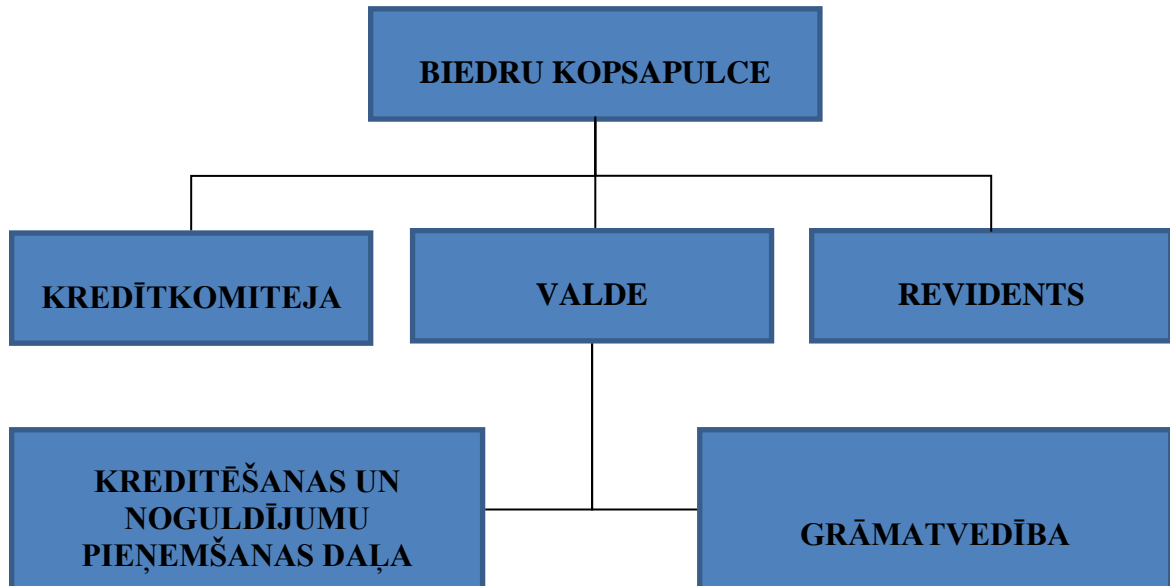 BIEDRU KOPSAPULCE
KREDĪTKOMITEJA
VALDE
REVIDENTS
KREDITĒŠANAS UN
NOGULDĪJUMU
PIEŅEMŠANAS DAĻA
GRĀMATVEDĪBA